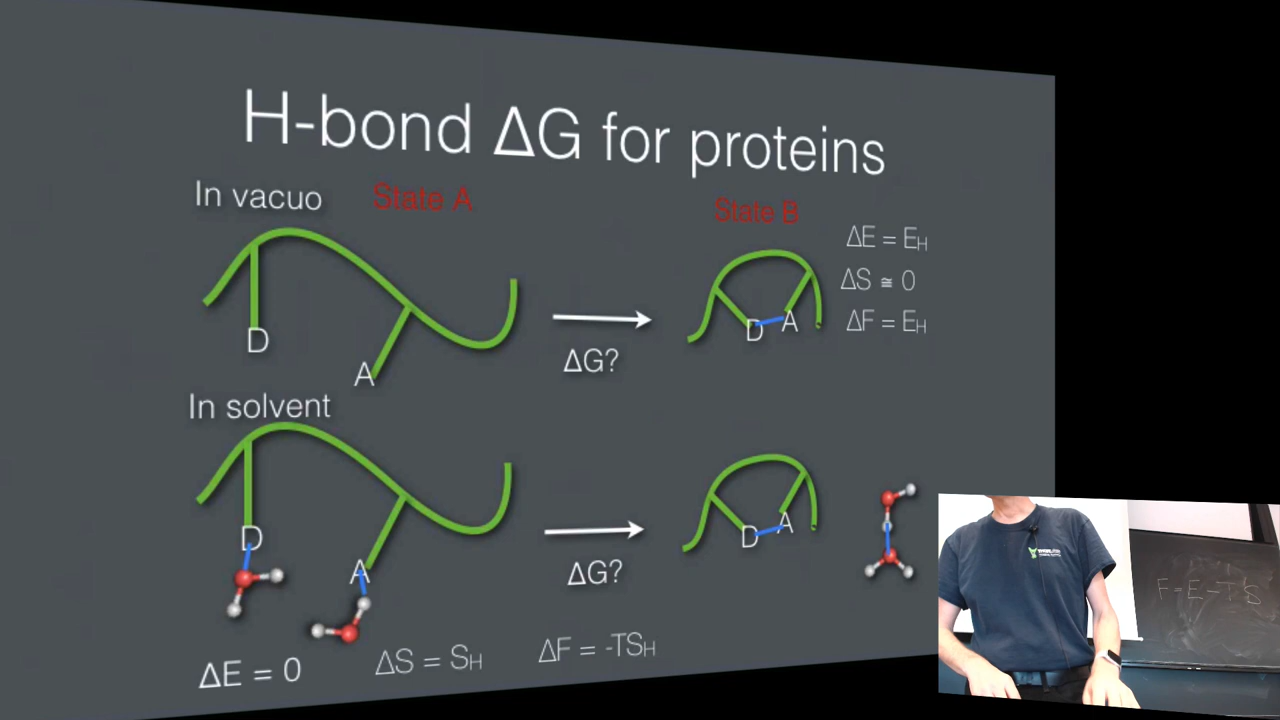 H-bond ΔG for proteins
In vacuo
State A
State B
ΔE = EH
ΔS ≅ 0
ΔF = EH
D
A
D
A
ΔG?
In solvent
D
A
D
A
ΔG?
ΔE = 0
ΔS = SH
ΔF = -TSH
F=E-TS